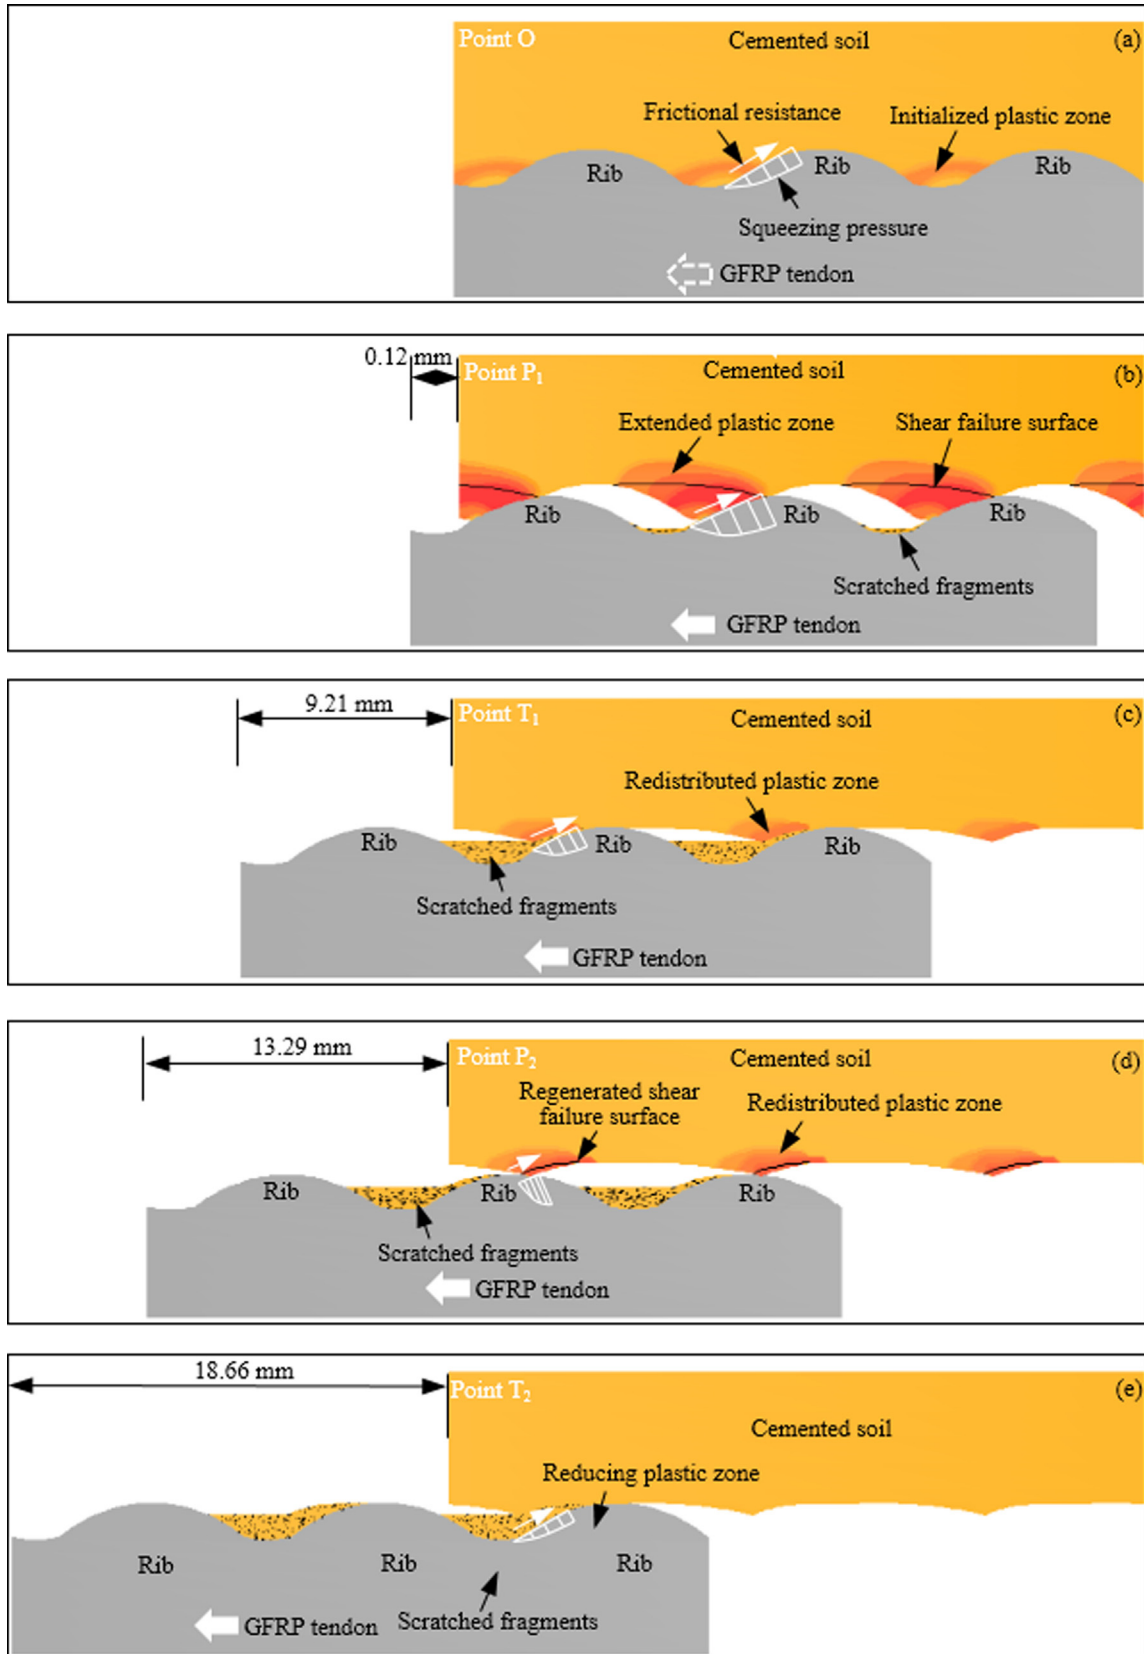 Point O
Cemented soil
(a)
Frictional resistance
Initialized plastic zone
Rib
Rib
Rib
Squeezing pressure
GFRP tendon
0.12 mm
Point P₁
Cemented soil
(b)
Extended plastic zone
Shear failure surface
Rib
Rib
Rib
Scratched fragments
GFRP tendon
9.21 mm
Point T₁
Cemented soil
(c)
Redistributed plastic zone
Rib
Rib
Rib
Scratched fragments
GFRP tendon
13.29 mm
Point P₂
Cemented soil
(d)
Regenerated shear
failure surface
Redistributed plastic zone
Rib
Rib
Rib
Scratched fragments
GFRP tendon
18.66 mm
Point T₂
(e)
Cemented soil
Reducing plastic zone
Rib
Rib
Rib
Scratched fragments
GFRP tendon